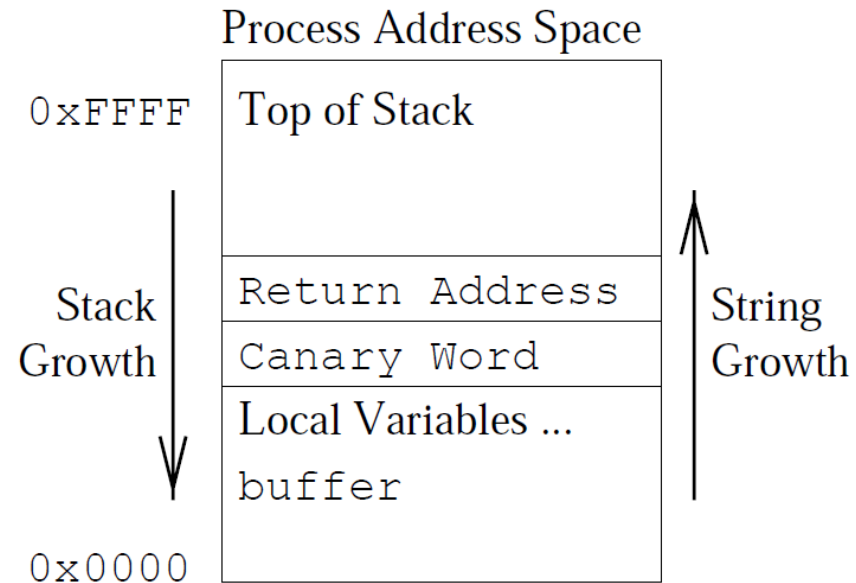 Process Address Space
0xFFFF
Top of Stack
Return Address
Stack
Growth
Canary Word
String
Growth
Local Variables ...
buffer
0x0000